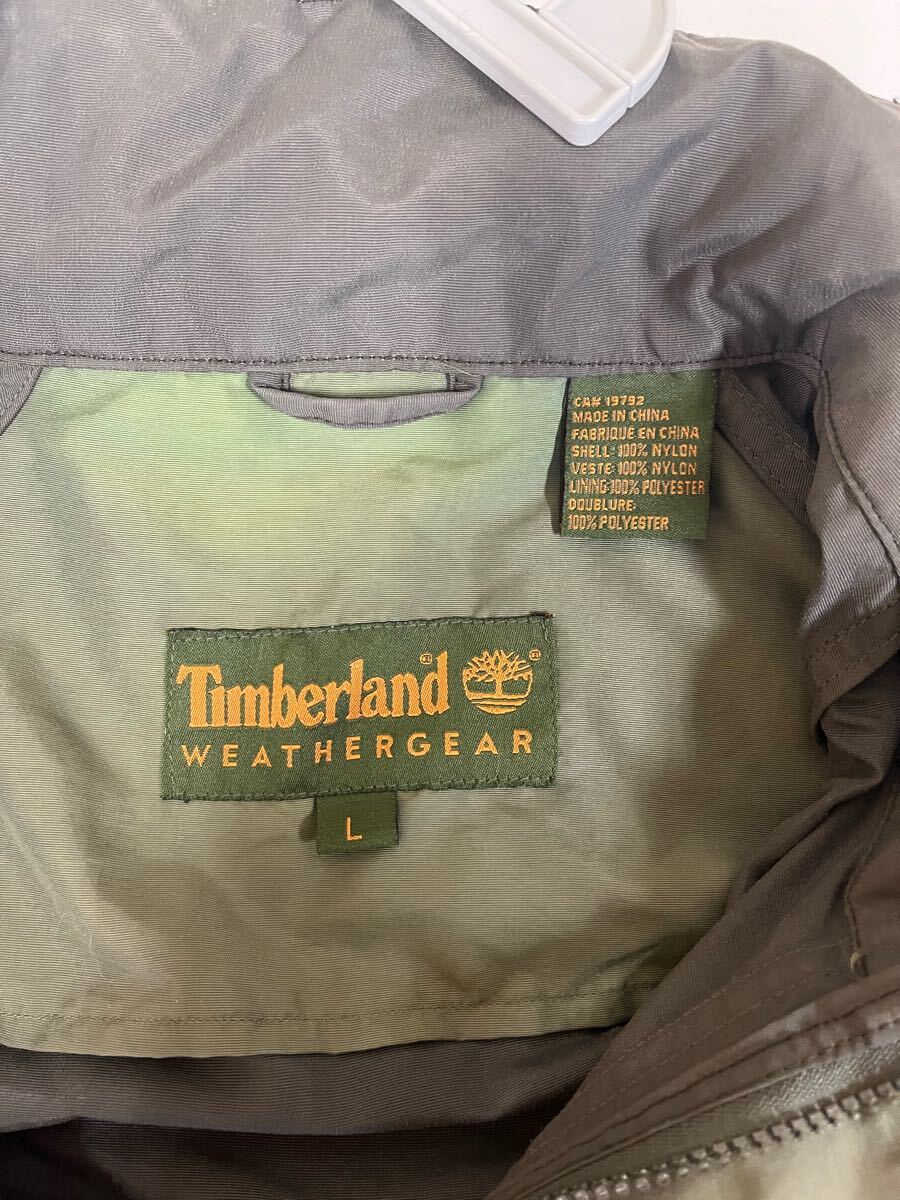 CA# 19792
MADE IN CHINA
FABRIQUÉ EN CHINA
SHELL: 100% NYLON
VESTE: 100% NYLON
LINING: 100% POLYESTER
DOUBLURE:
100% POLYESTER
Timberland®
WEATHERGEAR
L